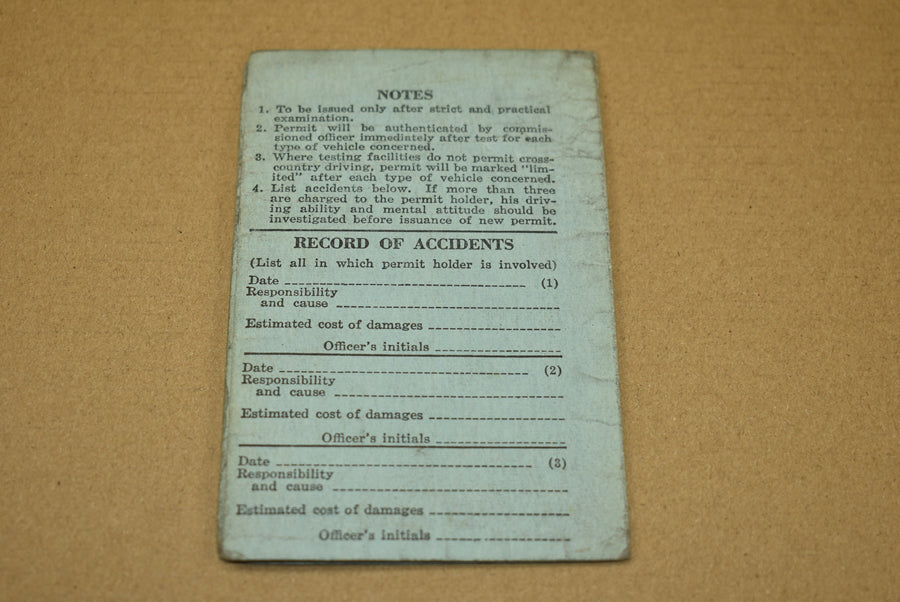 NOTES
1. To be issued only after strict and practical
examination.
2. Permit will be authenticated by commis-
sioned officer immediately after test for each
type of vehicle concerned.
3. Where testing facilities do not permit cross-
country driving, permit will be marked "lim-
ited" after each type of vehicle concerned.
4. List accidents below. If more than three
are charged to the permit holder, his driv-
ing ability and mental attitude should be
investigated before issuance of new permit.
RECORD OF ACCIDENTS
(List all in which permit holder is involved)
Date (1)
Responsibility
and cause
Estimated cost of damages
Officer's initials
Date (2)
Responsibility
and cause
Estimated cost of damages
Officer's initials
Date (3)
Responsibility
and cause
Estimated cost of damages
Officer's initials